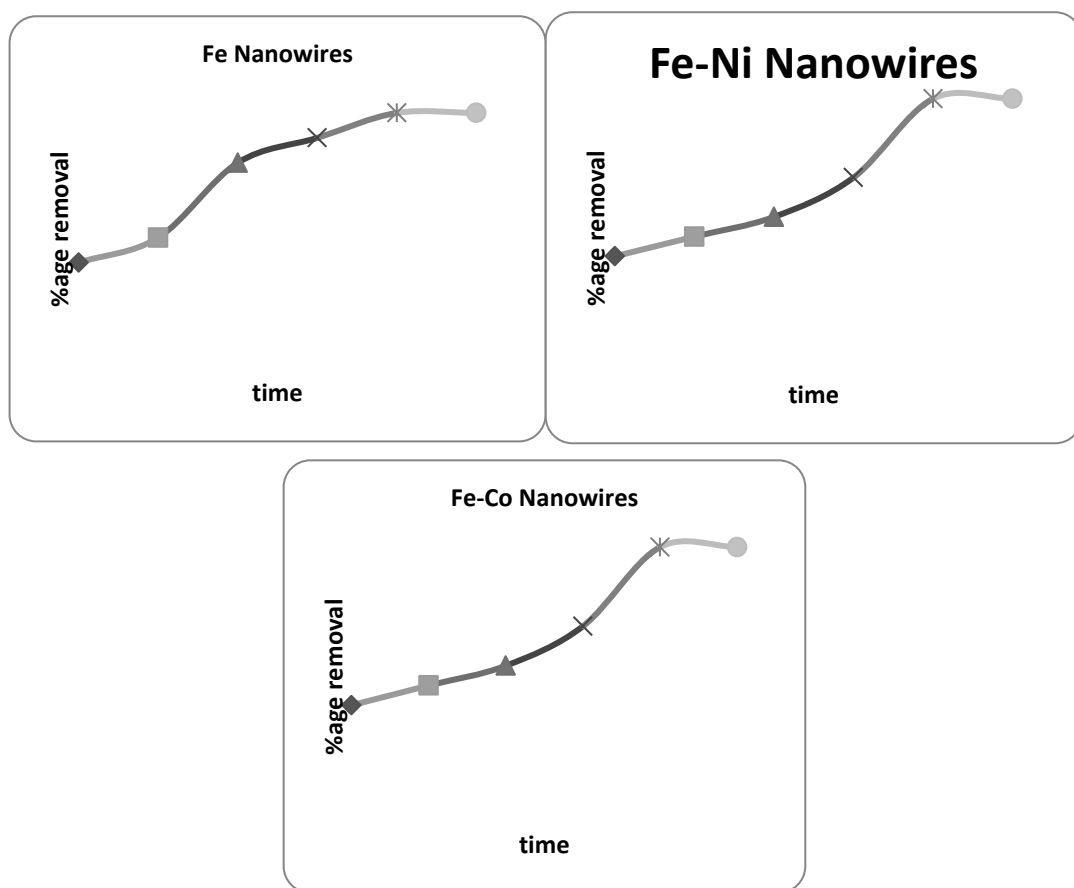 Fe Nanowires
%age removal
time
Fe-Ni Nanowires
%age removal
time
Fe-Co Nanowires
%age removal
time